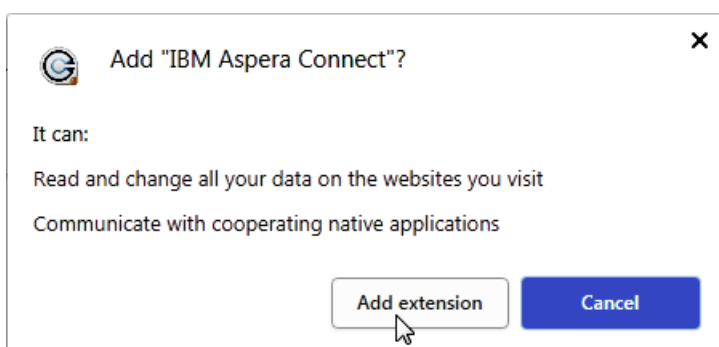 Add "IBM Aspera Connect"?
It can:
Read and change all your data on the websites you visit
Communicate with cooperating native applications
Add extension
Cancel